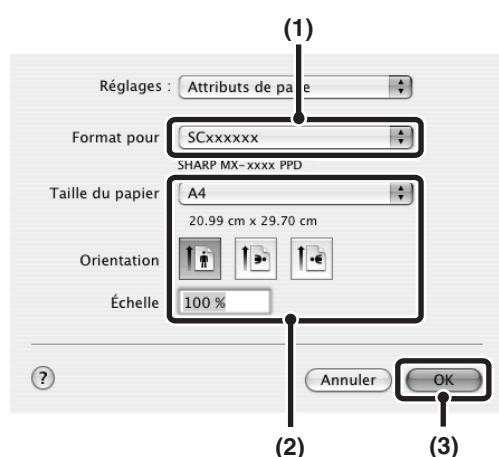 (1)
Réglages : Attributs de page
Format pour SCxxxxxx
SHARP MX-xxxx PPD
Taille du papier A4
20.99 cm x 29.70 cm
Orientation
Échelle 100 %
? Annuler OK
(2) (3)